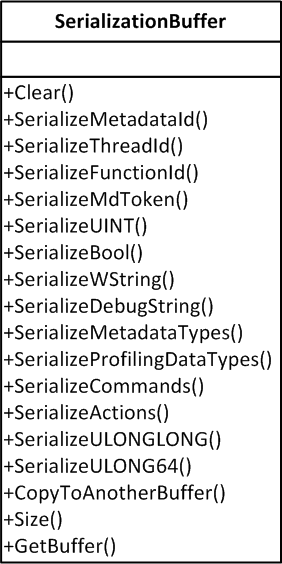 SerializationBuffer
+Clear()
+SerializeMetadataId()
+SerializeThreadId()
+SerializeFunctionId()
+SerializeMdToken()
+SerializeUINT()
+SerializeBool()
+SerializeWString()
+SerializeDebugString()
+SerializeMetadataTypes()
+SerializeProfilingDataTypes()
+SerializeCommands()
+SerializeActions()
+SerializeULONGLONG()
+SerializeULONG64()
+CopyToAnotherBuffer()
+Size()
+GetBuffer()